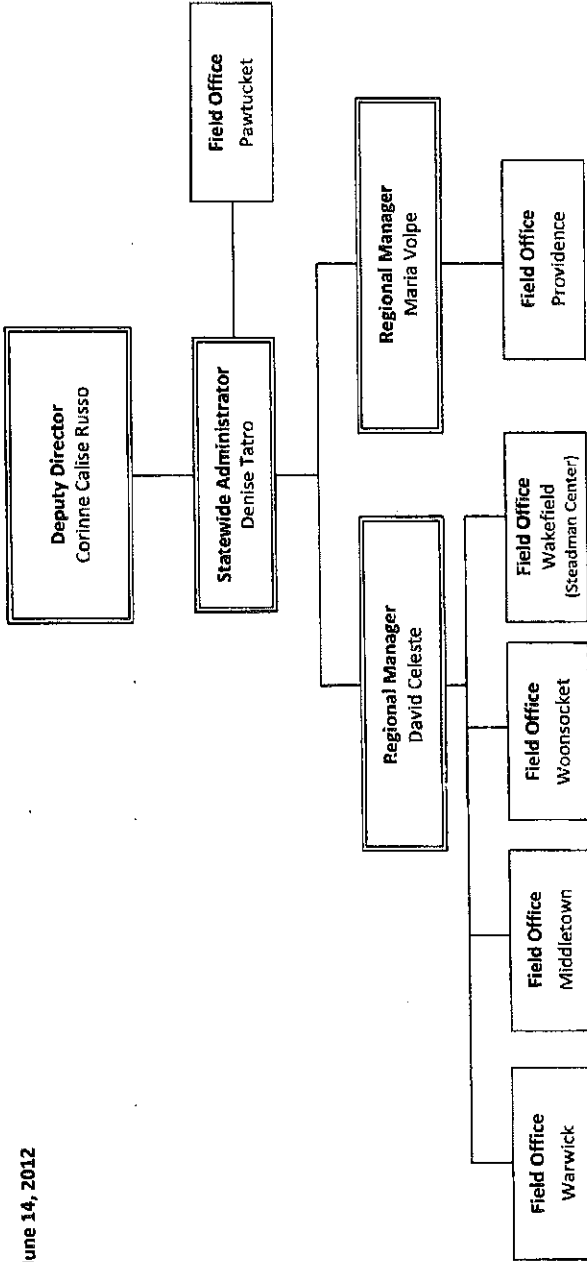 une 14, 2012
Deputy Director
Corinne Calise Russo
Statewide Administrator
Denise Tatro
Field Office
Pawtucket
Regional Manager
David Celeste
Regional Manager
Maria Volpe
Field Office
Warwick
Field Office
Middletown
Field Office
Woonsocket
Field Office
Wakefield
(Steadman Center)
Field Office
Providence